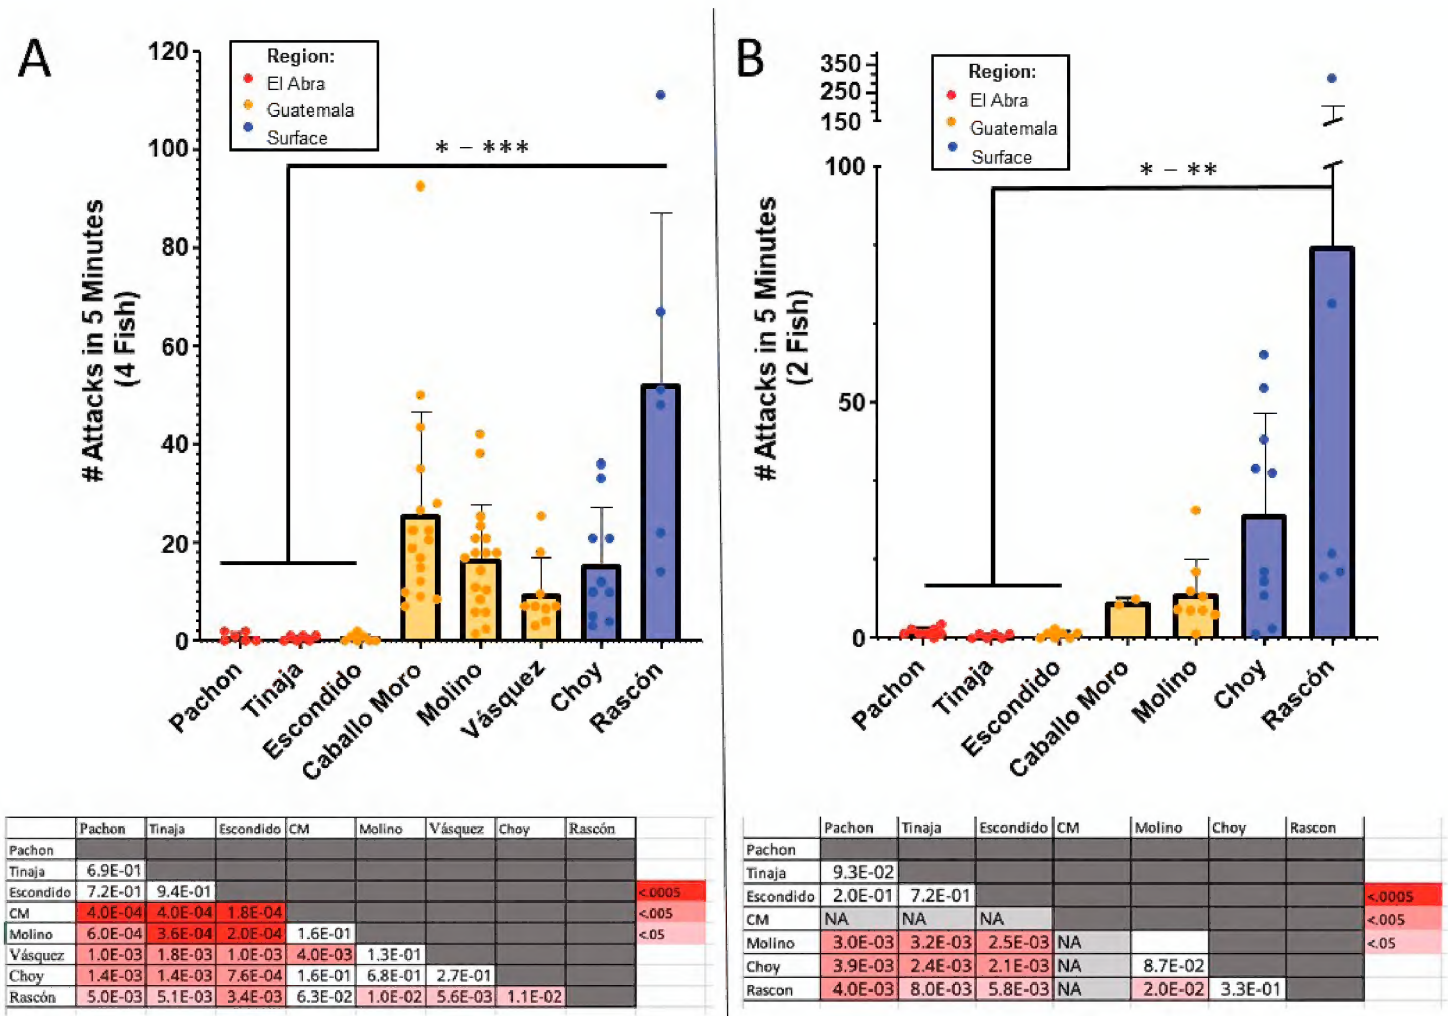 A
Region:
El Abra
Guatemala
Surface
# Attacks in 5 Minutes
(4 Fish)
120
100
80
60
40
20
0
* – ***
Pachon
Tinaja
Escondido
Caballo Moro
Molino
Vásquez
Choy
Rascón
B
Region:
El Abra
Guatemala
Surface
# Attacks in 5 Minutes
(2 Fish)
350
250
150
100
50
0
* – **
Pachon
Tinaja
Escondido
Caballo Moro
Molino
Choy
Rascón
Pachon Tinaja Escondido CM Molino Vásquez Choy Rascón
Pachon
Tinaja 6.9E-01
Escondido 7.2E-01 9.4E-01 <.0005
CM 4.0E-04 4.0E-04 1.8E-04 <.005
Molino 6.0E-04 3.6E-04 2.0E-04 1.6E-01 <.05
Vásquez 1.0E-03 1.8E-03 1.0E-03 4.0E-03 1.3E-01
Choy 1.4E-03 1.4E-03 7.6E-04 1.6E-01 6.8E-01 2.7E-01
Rascón 5.0E-03 5.1E-03 3.4E-03 6.3E-02 1.0E-02 5.6E-03 1.1E-02
Pachon Tinaja Escondido CM Molino Choy Rascon
Pachon
Tinaja 9.3E-02
Escondido 2.0E-01 7.2E-01 <.0005
CM NA NA NA <.005
Molino 3.0E-03 3.2E-03 2.5E-03 NA <.05
Choy 3.9E-03 2.4E-03 2.1E-03 NA 8.7E-02
Rascon 4.0E-03 8.0E-03 5.8E-03 NA 2.0E-02 3.3E-01